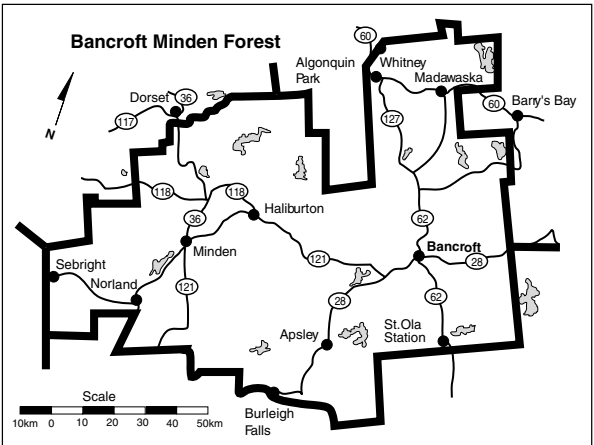 Bancroft Minden Forest
60
Algonquin
Park
Whitney
Madawaska
Dorset
36
60
Barry's Bay
117
127
N
118
118
36
Haliburton
62
Minden
Bancroft
121
28
Sebright
Norland
121
28
62
Apsley
St.Ola
Station
Scale
10km 0 10 20 30 40 50km
Burleigh
Falls